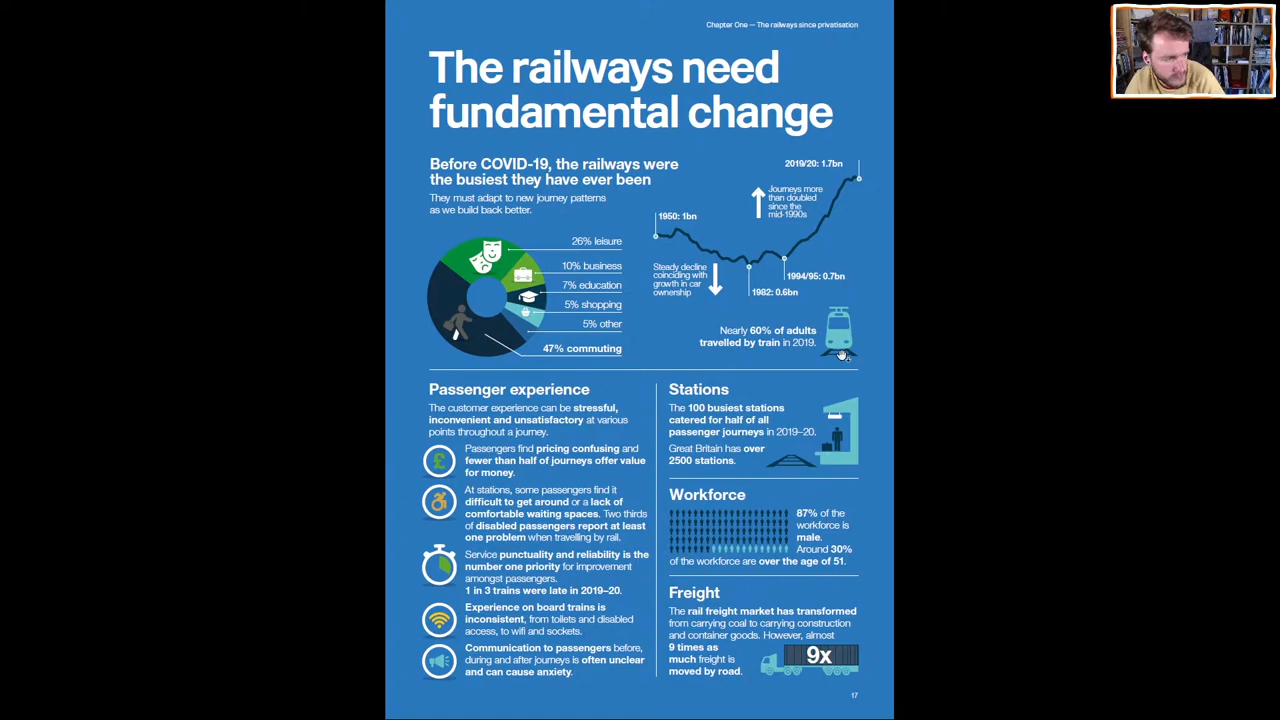 Chapter One — The railways since privatisation
The railways need
fundamental change
Before COVID-19, the railways were
the busiest they have ever been
They must adapt to new journey patterns
as we build back better.
26% leisure
10% business
7% education
5% shopping
5% other
47% commuting
2019/20: 1.7bn
Journeys more
than doubled
since the
mid-1990s
1950: 1bn
Steady decline
coinciding with
growth in car
ownership
1994/95: 0.7bn
1982: 0.6bn
Nearly 60% of adults
travelled by train in 2019.
Passenger experience
The customer experience can be stressful,
inconvenient and unsatisfactory at various
points throughout a journey.
£
Passengers find pricing confusing and
fewer than half of journeys offer value
for money.
At stations, some passengers find it
difficult to get around or a lack of
comfortable waiting spaces. Two thirds
of disabled passengers report at least
one problem when travelling by rail.
Service punctuality and reliability is the
number one priority for improvement
amongst passengers.
1 in 3 trains were late in 2019–20.
Experience on board trains is
inconsistent, from toilets and disabled
access, to wifi and sockets.
Communication to passengers before,
during and after journeys is often unclear
and can cause anxiety.
Stations
The 100 busiest stations
catered for half of all
passenger journeys in 2019–20.
Great Britain has over
2500 stations.
Workforce
87% of the
workforce is
male.
Around 30%
of the workforce are over the age of 51.
Freight
The rail freight market has transformed
from carrying coal to carrying construction
and container goods. However, almost
9 times as
much freight is
moved by road.
9x
17